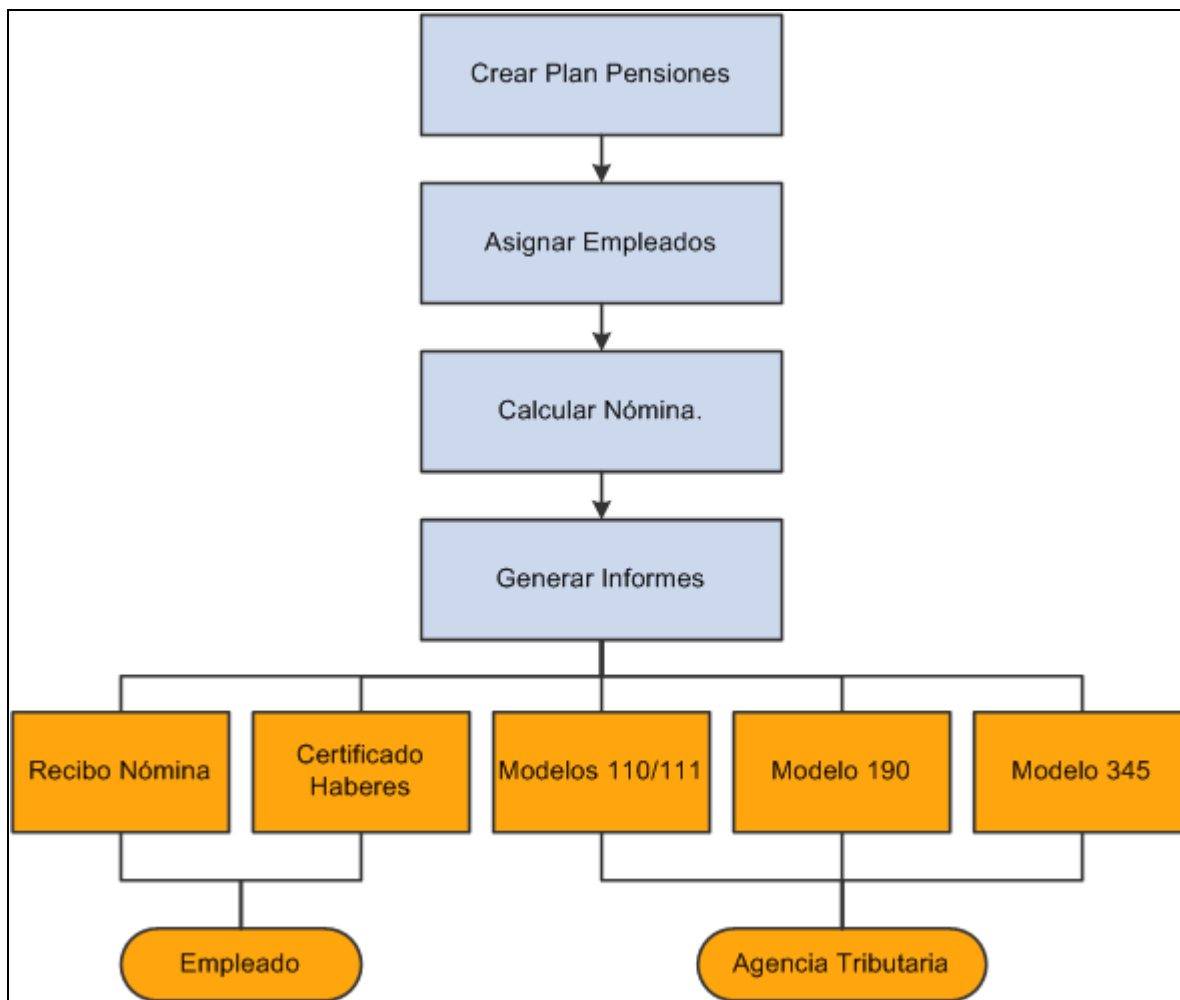 Crear Plan Pensiones
Asignar Empleados
Calcular Nómina.
Generar Informes
Recibo Nómina
Certificado
Haberes
Modelos 110/111
Modelo 190
Modelo 345
Empleado
Agencia Tributaria